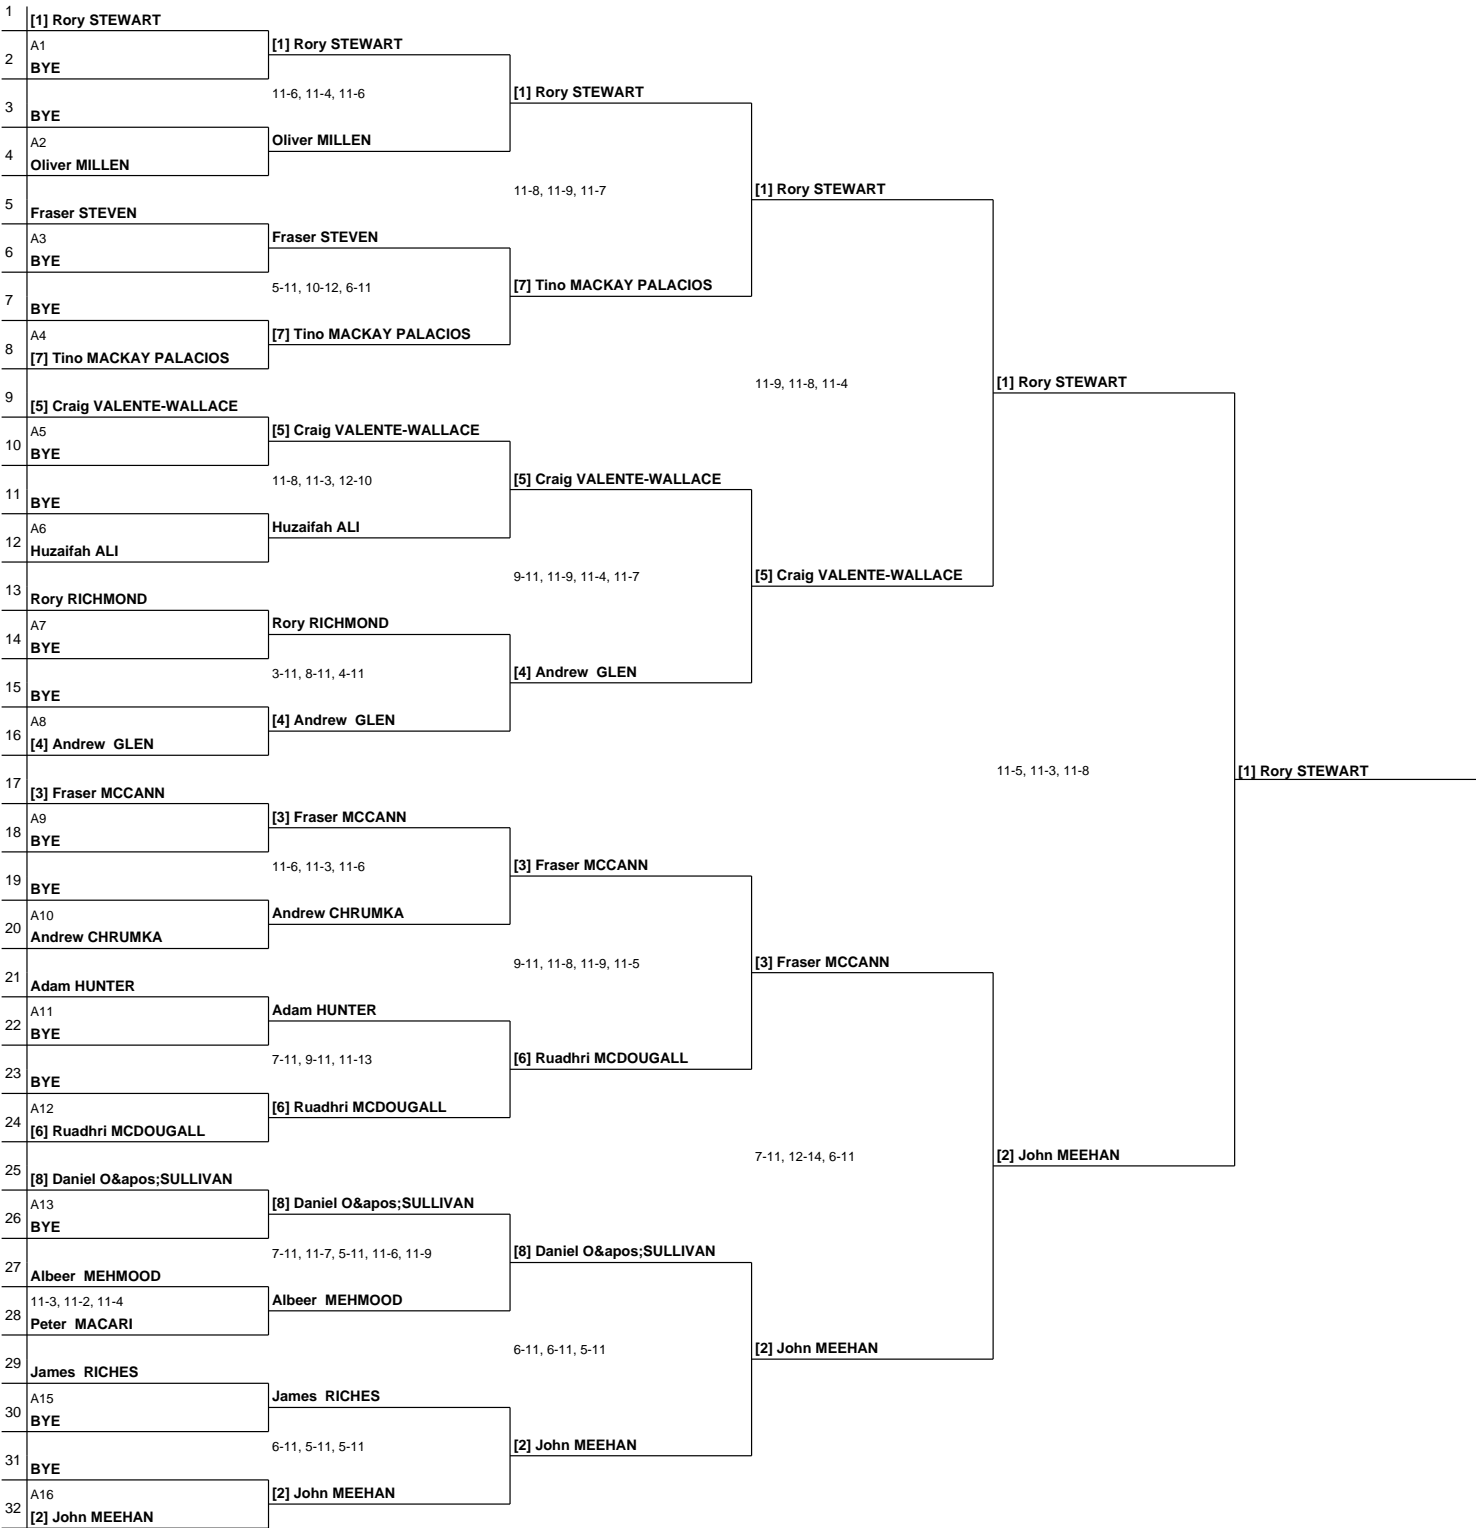 1
[1] Rory STEWART
A1
[1] Rory STEWART
2
BYE
11-6, 11-4, 11-6
[1] Rory STEWART
3
BYE
A2
Oliver MILLEN
4
Oliver MILLEN
11-8, 11-9, 11-7
[1] Rory STEWART
5
Fraser STEVEN
A3
Fraser STEVEN
6
BYE
5-11, 10-12, 6-11
[7] Tino MACKAY PALACIOS
7
BYE
A4
[7] Tino MACKAY PALACIOS
8
[7] Tino MACKAY PALACIOS
11-9, 11-8, 11-4
[1] Rory STEWART
9
[5] Craig VALENTE-WALLACE
A5
[5] Craig VALENTE-WALLACE
10
BYE
11-8, 11-3, 12-10
[5] Craig VALENTE-WALLACE
11
BYE
A6
Huzaifah ALI
12
Huzaifah ALI
9-11, 11-9, 11-4, 11-7
[5] Craig VALENTE-WALLACE
13
Rory RICHMOND
A7
Rory RICHMOND
14
BYE
3-11, 8-11, 4-11
[4] Andrew  GLEN
15
BYE
A8
[4] Andrew  GLEN
16
[4] Andrew  GLEN
11-5, 11-3, 11-8
[1] Rory STEWART
17
[3] Fraser MCCANN
A9
[3] Fraser MCCANN
18
BYE
11-6, 11-3, 11-6
[3] Fraser MCCANN
19
BYE
A10
Andrew CHRUMKA
20
Andrew CHRUMKA
9-11, 11-8, 11-9, 11-5
[3] Fraser MCCANN
21
Adam HUNTER
A11
Adam HUNTER
22
BYE
7-11, 9-11, 11-13
[6] Ruadhri MCDOUGALL
23
BYE
A12
[6] Ruadhri MCDOUGALL
24
[6] Ruadhri MCDOUGALL
7-11, 12-14, 6-11
[2] John MEEHAN
25
[8] Daniel O&apos;SULLIVAN
A13
[8] Daniel O&apos;SULLIVAN
26
BYE
7-11, 11-7, 5-11, 11-6, 11-9
[8] Daniel O&apos;SULLIVAN
27
Albeer  MEHMOOD
11-3, 11-2, 11-4
Albeer  MEHMOOD
28
Peter  MACARI
6-11, 6-11, 5-11
[2] John MEEHAN
29
James  RICHES
A15
James  RICHES
30
BYE
6-11, 5-11, 5-11
[2] John MEEHAN
31
BYE
A16
[2] John MEEHAN
32
[2] John MEEHAN